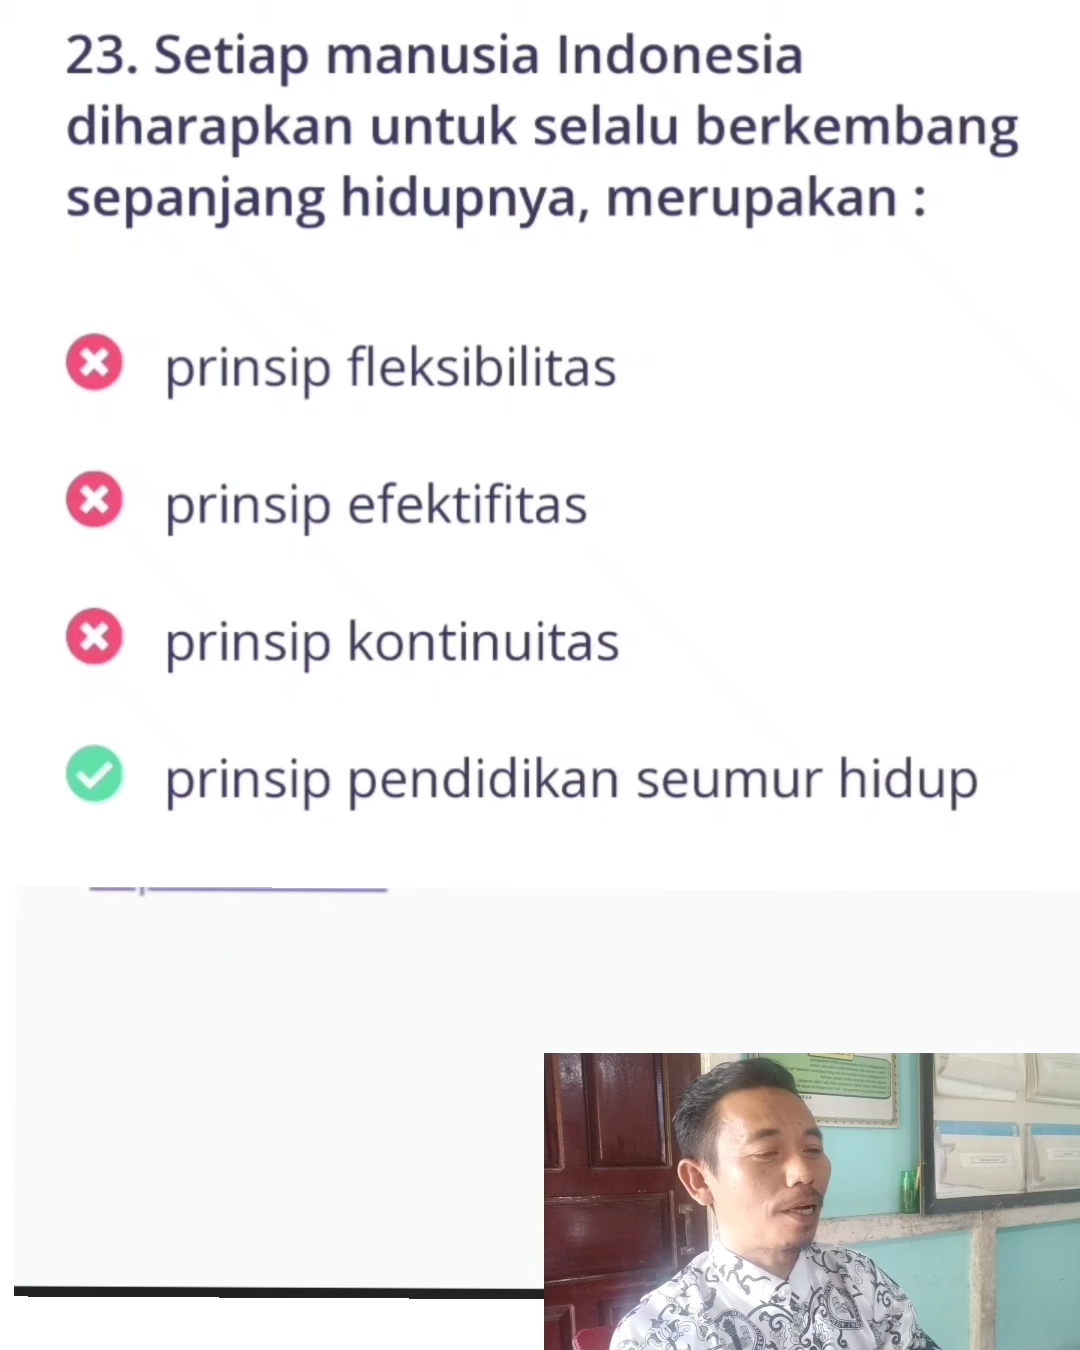 23. Setiap manusia Indonesia
diharapkan untuk selalu berkembang
sepanjang hidupnya, merupakan :
prinsip fleksibilitas
prinsip efektifitas
prinsip kontinuitas
prinsip pendidikan seumur hidup